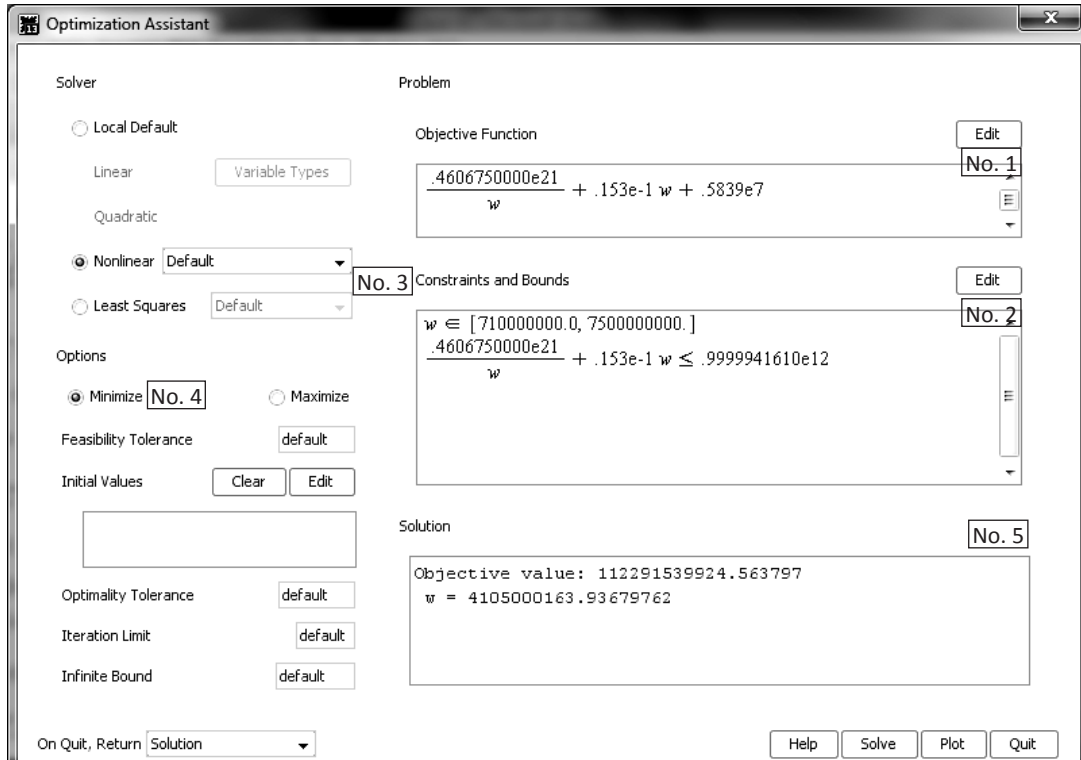 Optimization Assistant
x
Solver
Local Default
Linear
Variable Types
Quadratic
Nonlinear
Default
No. 3
Least Squares
Default
Options
Minimize
No. 4
Maximize
Feasibility Tolerance
default
Initial Values
Clear
Edit
Optimality Tolerance
default
Iteration Limit
default
Infinite Bound
default
On Quit, Return
Solution
Problem
Objective Function
Edit
No. 1
.4606750000e21
w
+ .153e-1 w + .5839e7
Constraints and Bounds
Edit
No. 2
w ∈ [710000000.0, 7500000000.]
.4606750000e21
w
+ .153e-1 w ≤ .9999941610e12
Solution
No. 5
Objective value: 112291539924.563797
w = 4105000163.93679762
Help
Solve
Plot
Quit